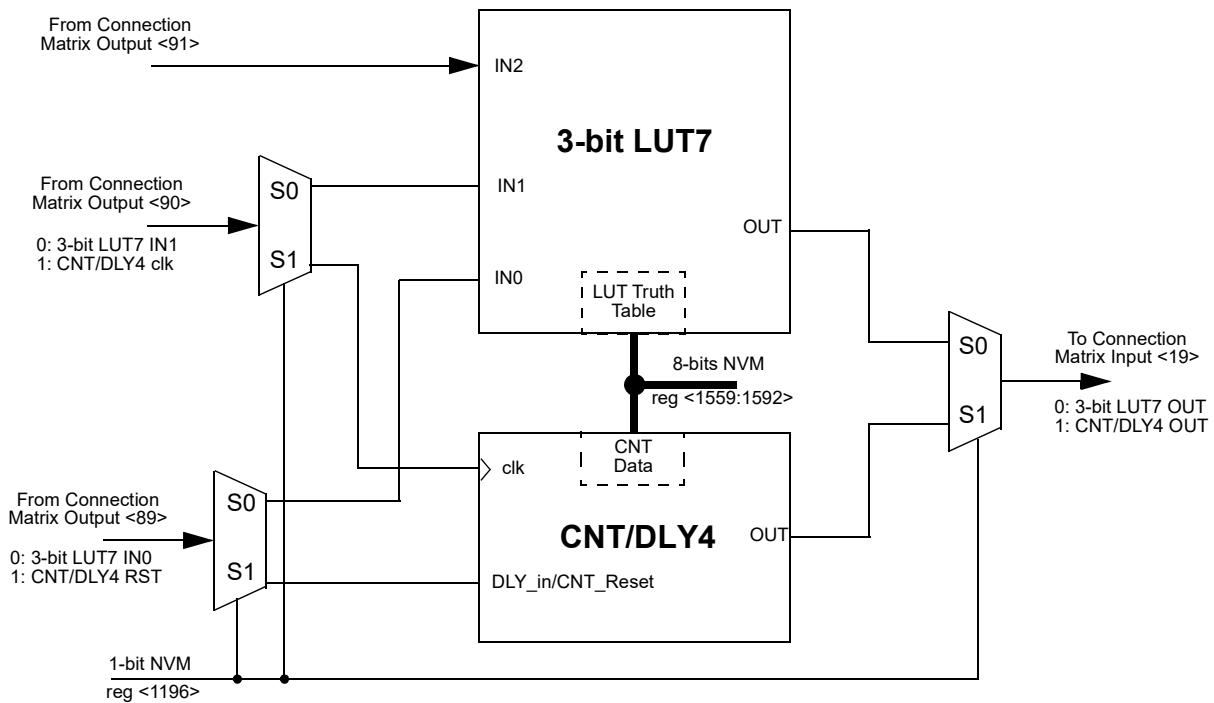 From Connection
Matrix Output <91>
IN2
3-bit LUT7
From Connection
Matrix Output <90>
0: 3-bit LUT7 IN1
1: CNT/DLY4 clk
S0
S1
IN1
IN0
OUT
LUT Truth
Table
8-bits NVM
reg <1559:1592>
S0
S1
To Connection
Matrix Input <19>
0: 3-bit LUT7 OUT
1: CNT/DLY4 OUT
CNT
Data
clk
CNT/DLY4
OUT
DLY_in/CNT_Reset
From Connection
Matrix Output <89>
0: 3-bit LUT7 IN0
1: CNT/DLY4 RST
S0
S1
1-bit NVM
reg <1196>